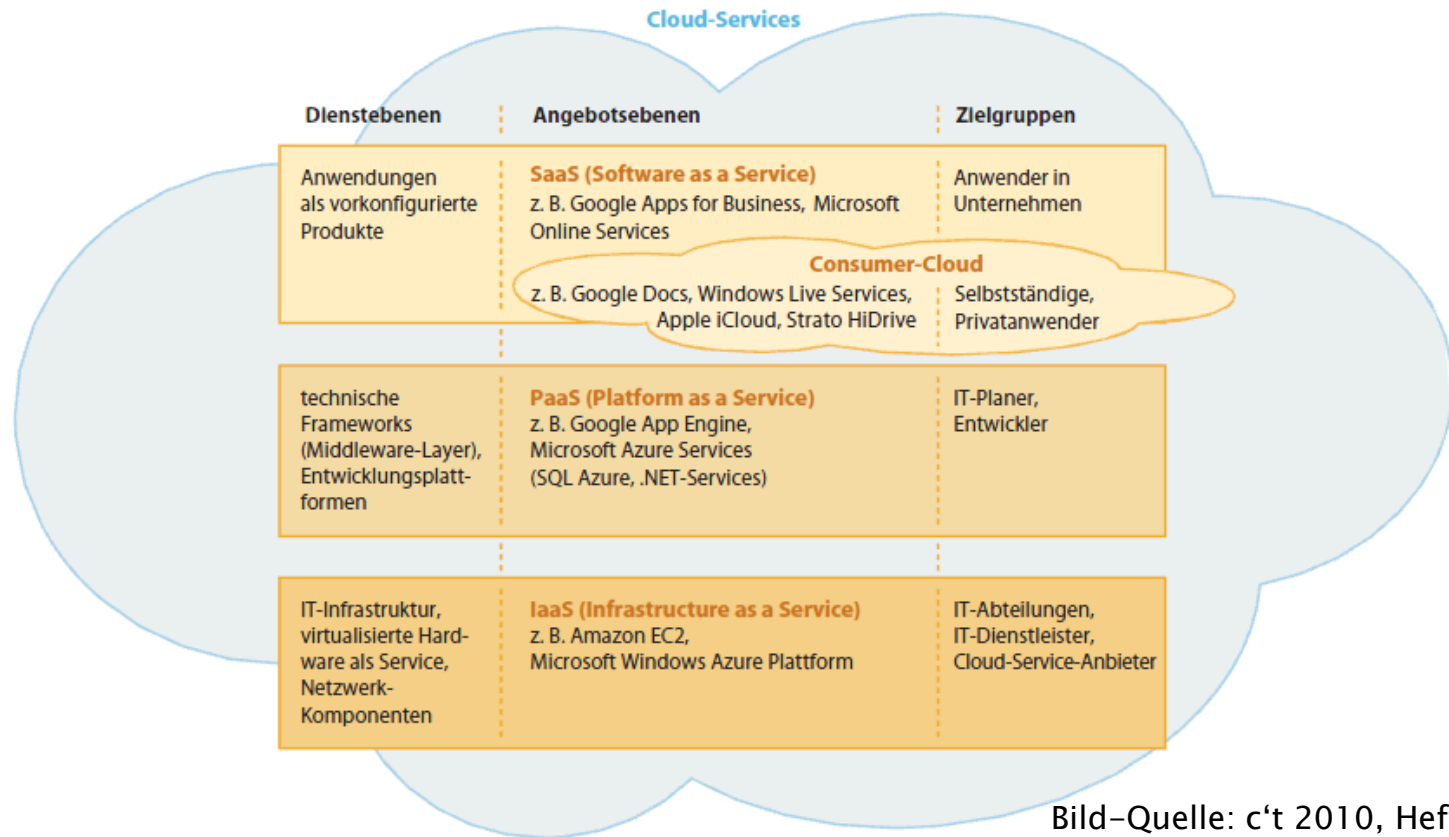 Cloud-Services
Dienstebenen
Angebotsebenen
Zielgruppen
Anwendungen
als vorkonfigurierte
Produkte
SaaS (Software as a Service)
z. B. Google Apps for Business, Microsoft
Online Services
Anwender in
Unternehmen
Consumer-Cloud
z. B. Google Docs, Windows Live Services,
Apple iCloud, Strato HiDrive
Selbstständige,
Privatanwender
technische
Frameworks
(Middleware-Layer),
Entwicklungsplatt-
formen
PaaS (Platform as a Service)
z. B. Google App Engine,
Microsoft Azure Services
(SQL Azure, .NET-Services)
IT-Planer,
Entwickler
IT-Infrastruktur,
virtualisierte Hard-
ware als Service,
Netzwerk-
Komponenten
IaaS (Infrastructure as a Service)
z. B. Amazon EC2,
Microsoft Windows Azure Plattform
IT-Abteilungen,
IT-Dienstleister,
Cloud-Service-Anbieter
Bild-Quelle: c‘t 2010, Hef